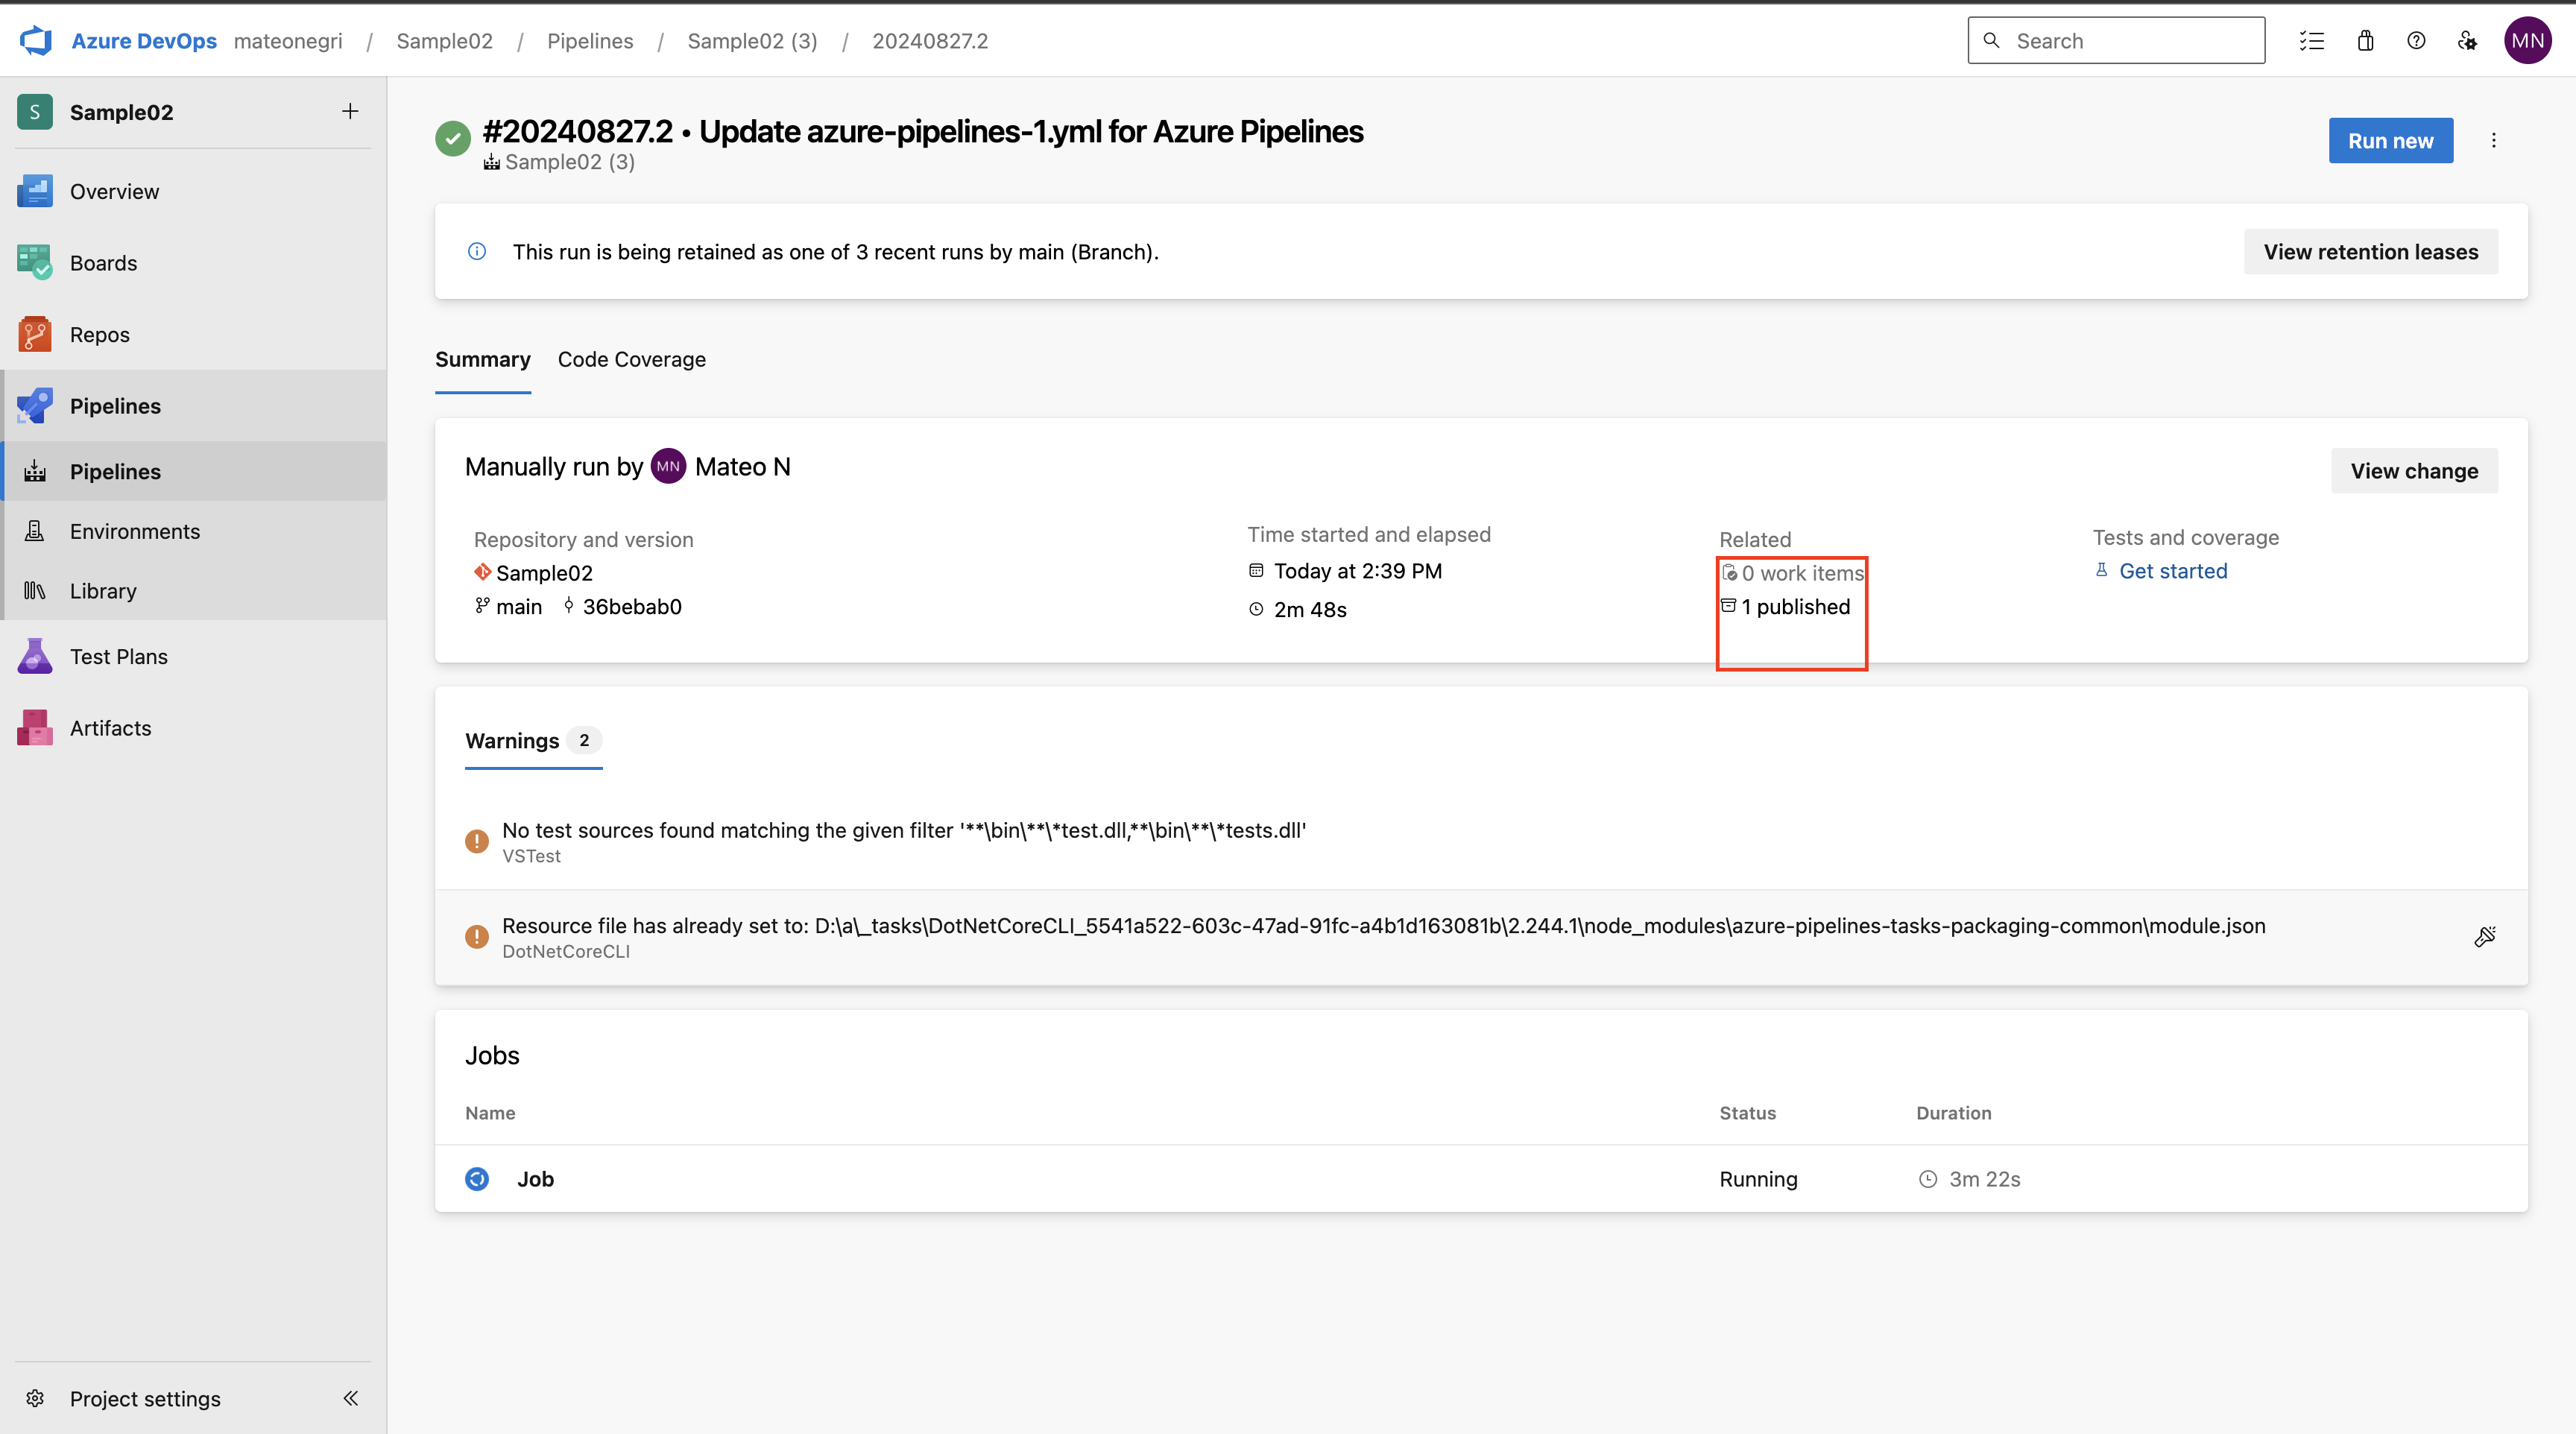 Azure DevOps mateonegri / Sample02 / Pipelines / Sample02 (3) / 20240827.2
Search
MN
S Sample02
Overview
Boards
Repos
Pipelines
Pipelines
Environments
Library
Test Plans
Artifacts
Project settings
#20240827.2 • Update azure-pipelines-1.yml for Azure Pipelines
Sample02 (3)
Run new
This run is being retained as one of 3 recent runs by main (Branch).
View retention leases
Summary Code Coverage
Manually run by MN Mateo N
View change
Repository and version
Sample02
main 36bebab0
Time started and elapsed
Today at 2:39 PM
2m 48s
Related
0 work items
1 published
Tests and coverage
Get started
Warnings 2
No test sources found matching the given filter '**\bin\**\*test.dll,**\bin\**\*tests.dll'
VSTest
Resource file has already set to: D:\a\_tasks\DotNetCoreCLI_5541a522-603c-47ad-91fc-a4b1d163081b\2.244.1\node_modules\azure-pipelines-tasks-packaging-common\module.json
DotNetCoreCLI
Jobs
Name Status Duration
Job Running 3m 22s